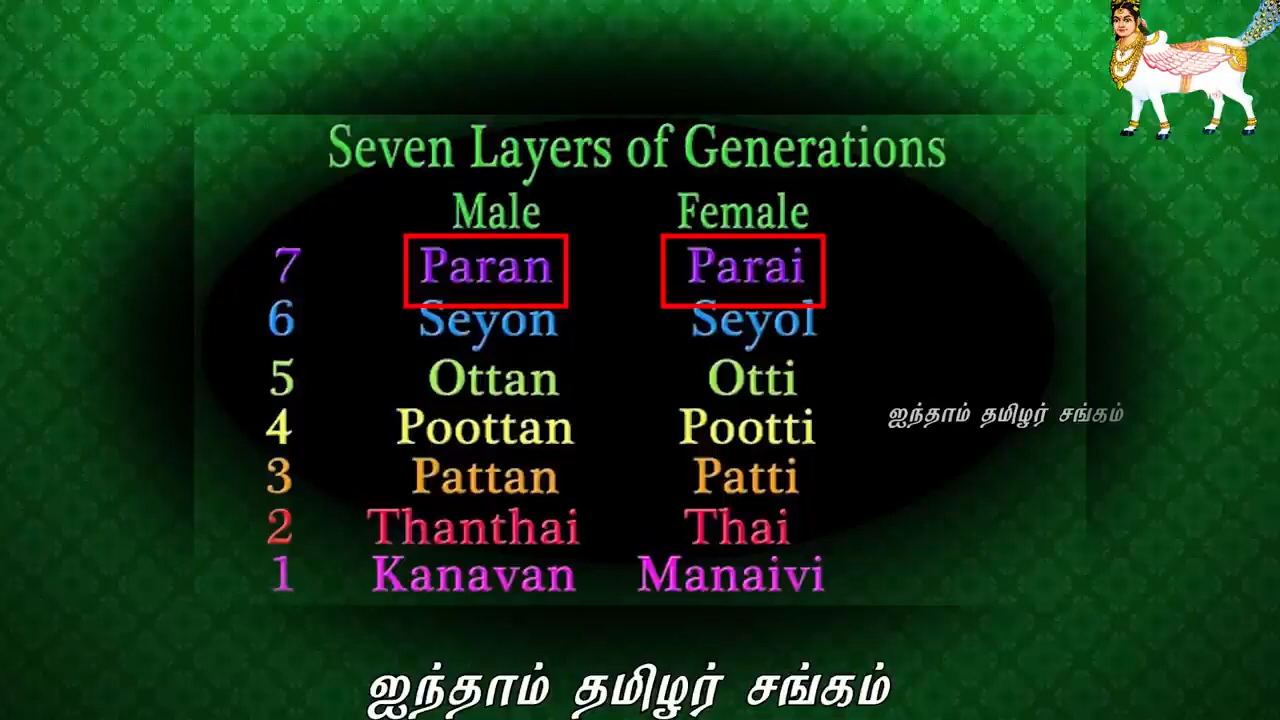 Seven Layers of Generations
Male Female
7 Paran Parai
6 Seyon Seyol
5 Ottan Otti
4 Poottan Pootti
3 Pattan Patti
ஐந்தாம் தமிழர் சங்கம்
2 Thanthai Thai
1 Kanavan Manaivi
ஐந்தாம் தமிழர் சங்கம்